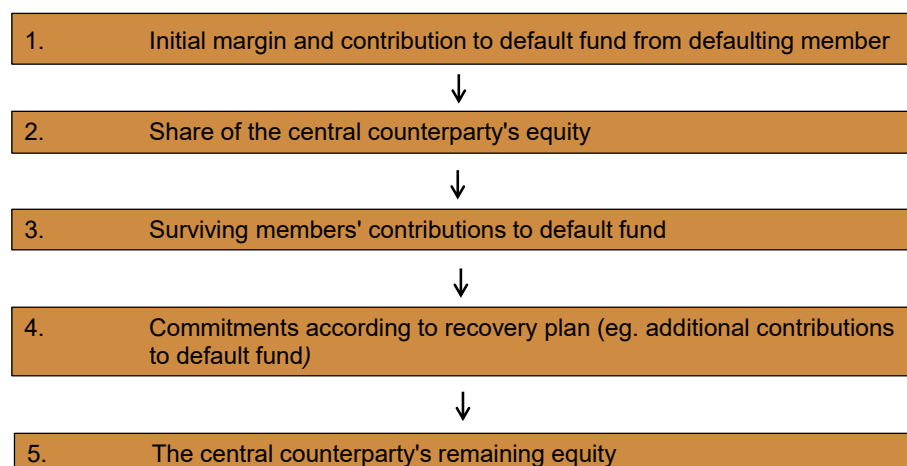 1. Initial margin and contribution to default fund from defaulting member
2. Share of the central counterparty's equity
3. Surviving members' contributions to default fund
4. Commitments according to recovery plan (eg. additional contributions
to default fund)
5. The central counterparty's remaining equity